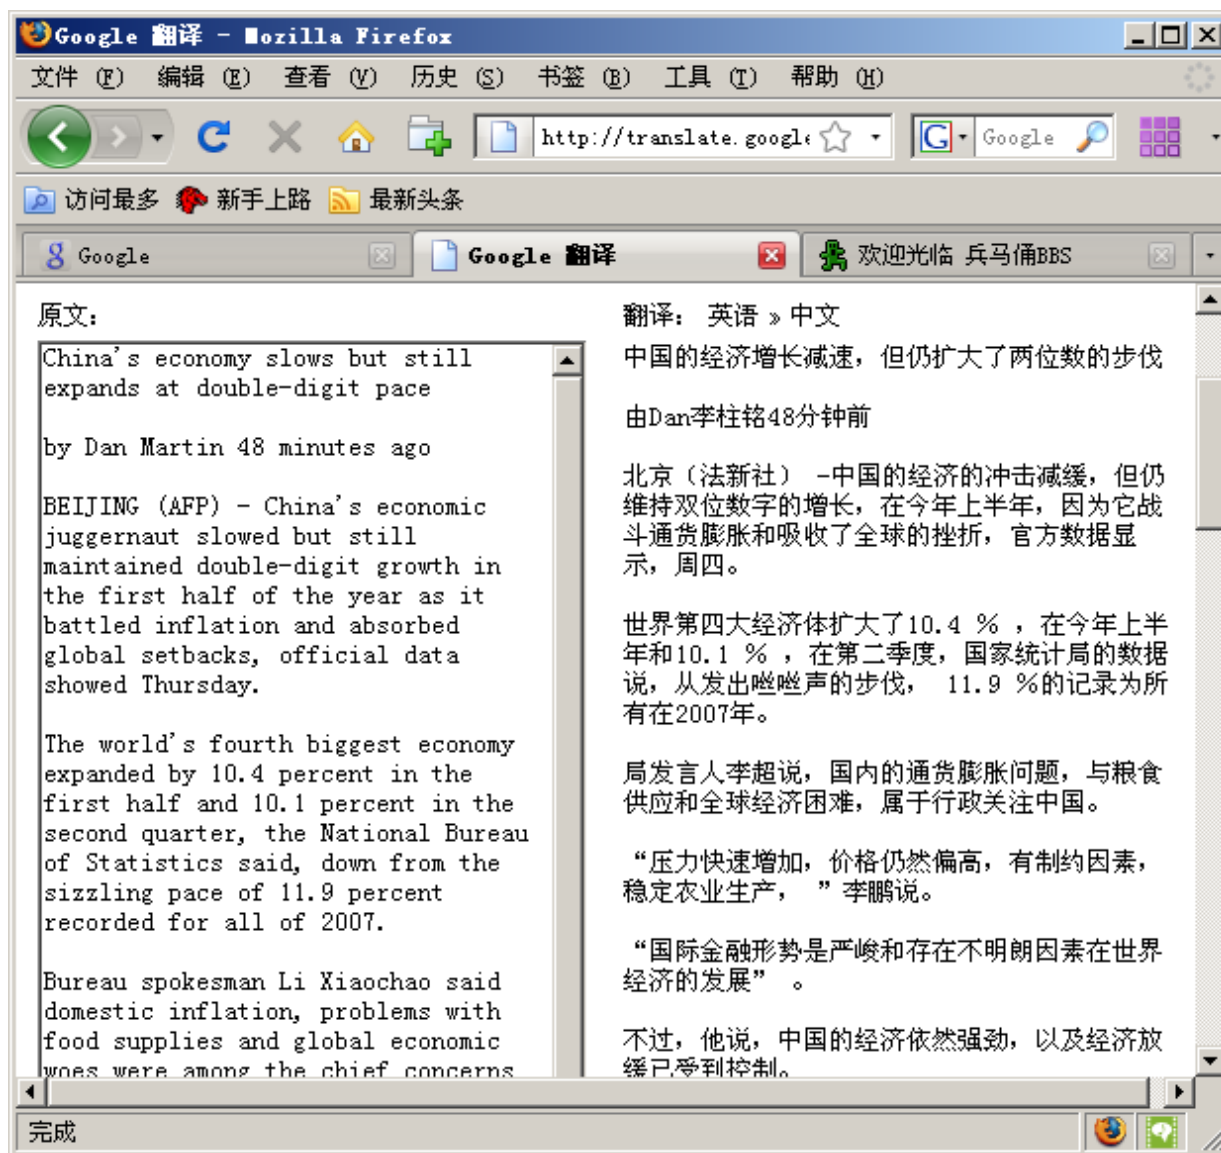 Google 翻译 - Mozilla Firefox
文件 (F) 编辑 (E) 查看 (V) 历史 (S) 书签 (B) 工具 (T) 帮助 (H)
http://translate.google
Google
访问最多 新手上路 最新头条
Google
Google 翻译
欢迎光临 兵马俑BBS
原文:
China's economy slows but still
expands at double-digit pace
by Dan Martin 48 minutes ago
BEIJING (AFP) - China's economic
juggernaut slowed but still
maintained double-digit growth in
the first half of the year as it
battled inflation and absorbed
global setbacks, official data
showed Thursday.
The world's fourth biggest economy
expanded by 10.4 percent in the
first half and 10.1 percent in the
second quarter, the National Bureau
of Statistics said, down from the
sizzling pace of 11.9 percent
recorded for all of 2007.
Bureau spokesman Li Xiaochao said
domestic inflation, problems with
food supplies and global economic
woes were among the chief concerns
翻译： 英语 » 中文
中国的经济增长减速，但仍扩大了两位数的步伐
由Dan李柱铭48分钟前
北京（法新社） -中国的经济的冲击减缓，但仍
维持双位数字的增长，在今年上半年，因为它战
斗通货膨胀和吸收了全球的挫折，官方数据显
示，周四。
世界第四大经济体扩大了10.4 % ，在今年上半
年和10.1 % ，在第二季度，国家统计局的数据
说，从发出咝咝声的步伐， 11.9 %的记录为所
有在2007年。
局发言人李超说，国内的通货膨胀问题，与粮食
供应和全球经济困难，属于行政关注中国。
“压力快速增加，价格仍然偏高，有制约因素，
稳定农业生产， ”李鹏说。
“国际金融形势是严峻和存在不明朗因素在世界
经济的发展” 。
不过，他说，中国的经济依然强劲，以及经济放
缓已受到控制。
完成